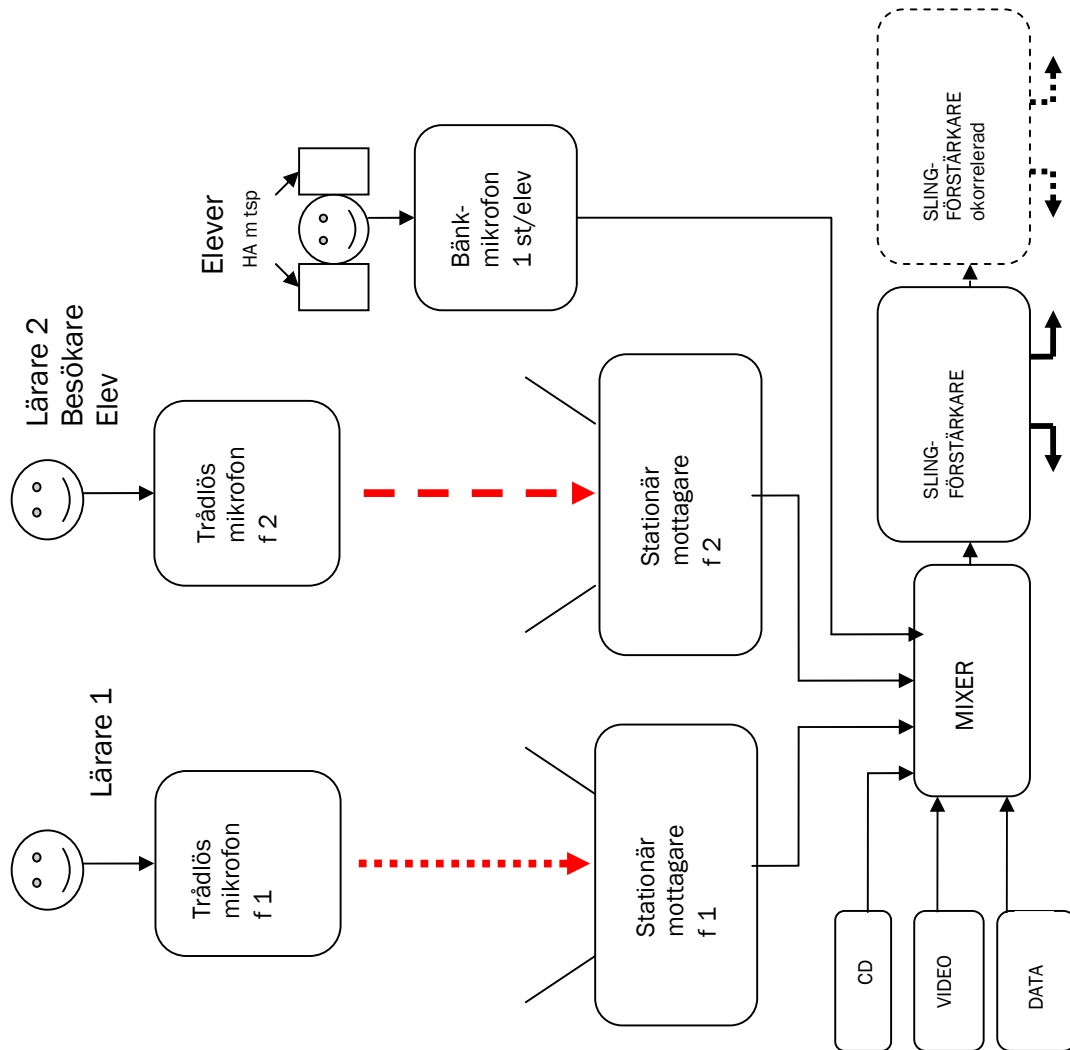 Lärare 1
Lärare 2
Besökare
Elev
Elever
HA m tsp
Trådlös
mikrofon
f 1
Trådlös
mikrofon
f 2
Bänk-
mikrofon
1 st/elev
Stationär
mottagare
f 1
Stationär
mottagare
f 2
CD
VIDEO
DATA
MIXER
SLING-
FÖRSTÄRKARE
SLING-
FÖRSTÄRKARE
okorrelerad